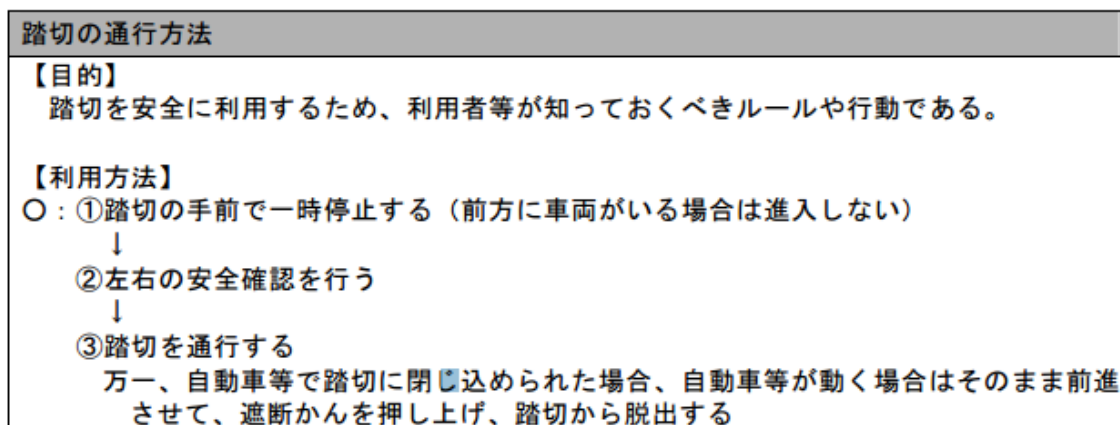 踏切の通行方法
【目的】
踏切を安全に利用するため、利用者等が知っておくべきルールや行動である。
【利用方法】
〇:①踏切の手前で一時停止する(前方に車両がいる場合は進入しない)
↓
②左右の安全確認を行う
↓
③踏切を通行する
万一、自動車等で踏切に閉じ込められた場合、自動車等が動く場合はそのまま前進
させて、遮断かんを押し上げ、踏切から脱出する